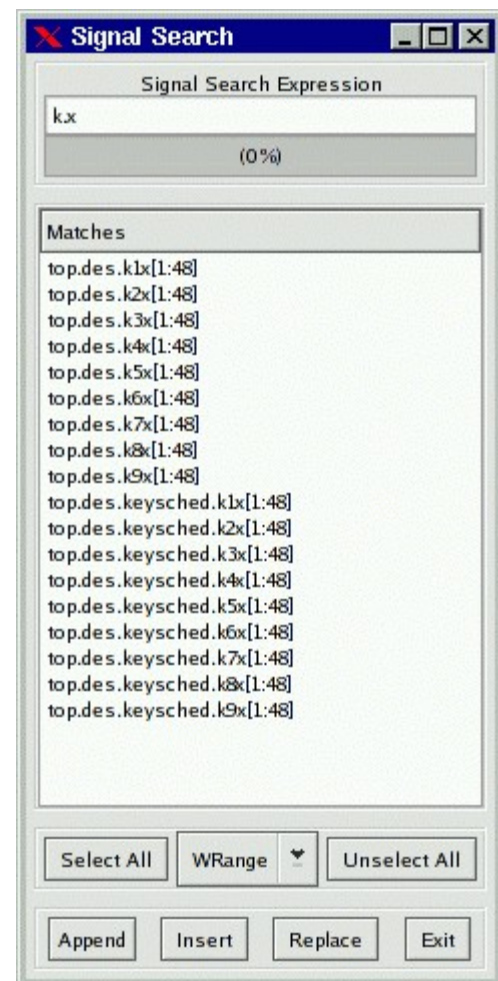 Signal Search
Signal Search Expression
k.x
(0%)
Matches
top.des.k1x[1:48]
top.des.k2x[1:48]
top.des.k3x[1:48]
top.des.k4x[1:48]
top.des.k5x[1:48]
top.des.k6x[1:48]
top.des.k7x[1:48]
top.des.k8x[1:48]
top.des.k9x[1:48]
top.des.keysched.k1x[1:48]
top.des.keysched.k2x[1:48]
top.des.keysched.k3x[1:48]
top.des.keysched.k4x[1:48]
top.des.keysched.k5x[1:48]
top.des.keysched.k6x[1:48]
top.des.keysched.k7x[1:48]
top.des.keysched.k8x[1:48]
top.des.keysched.k9x[1:48]
Select All WRange Unselect All
Append Insert Replace Exit